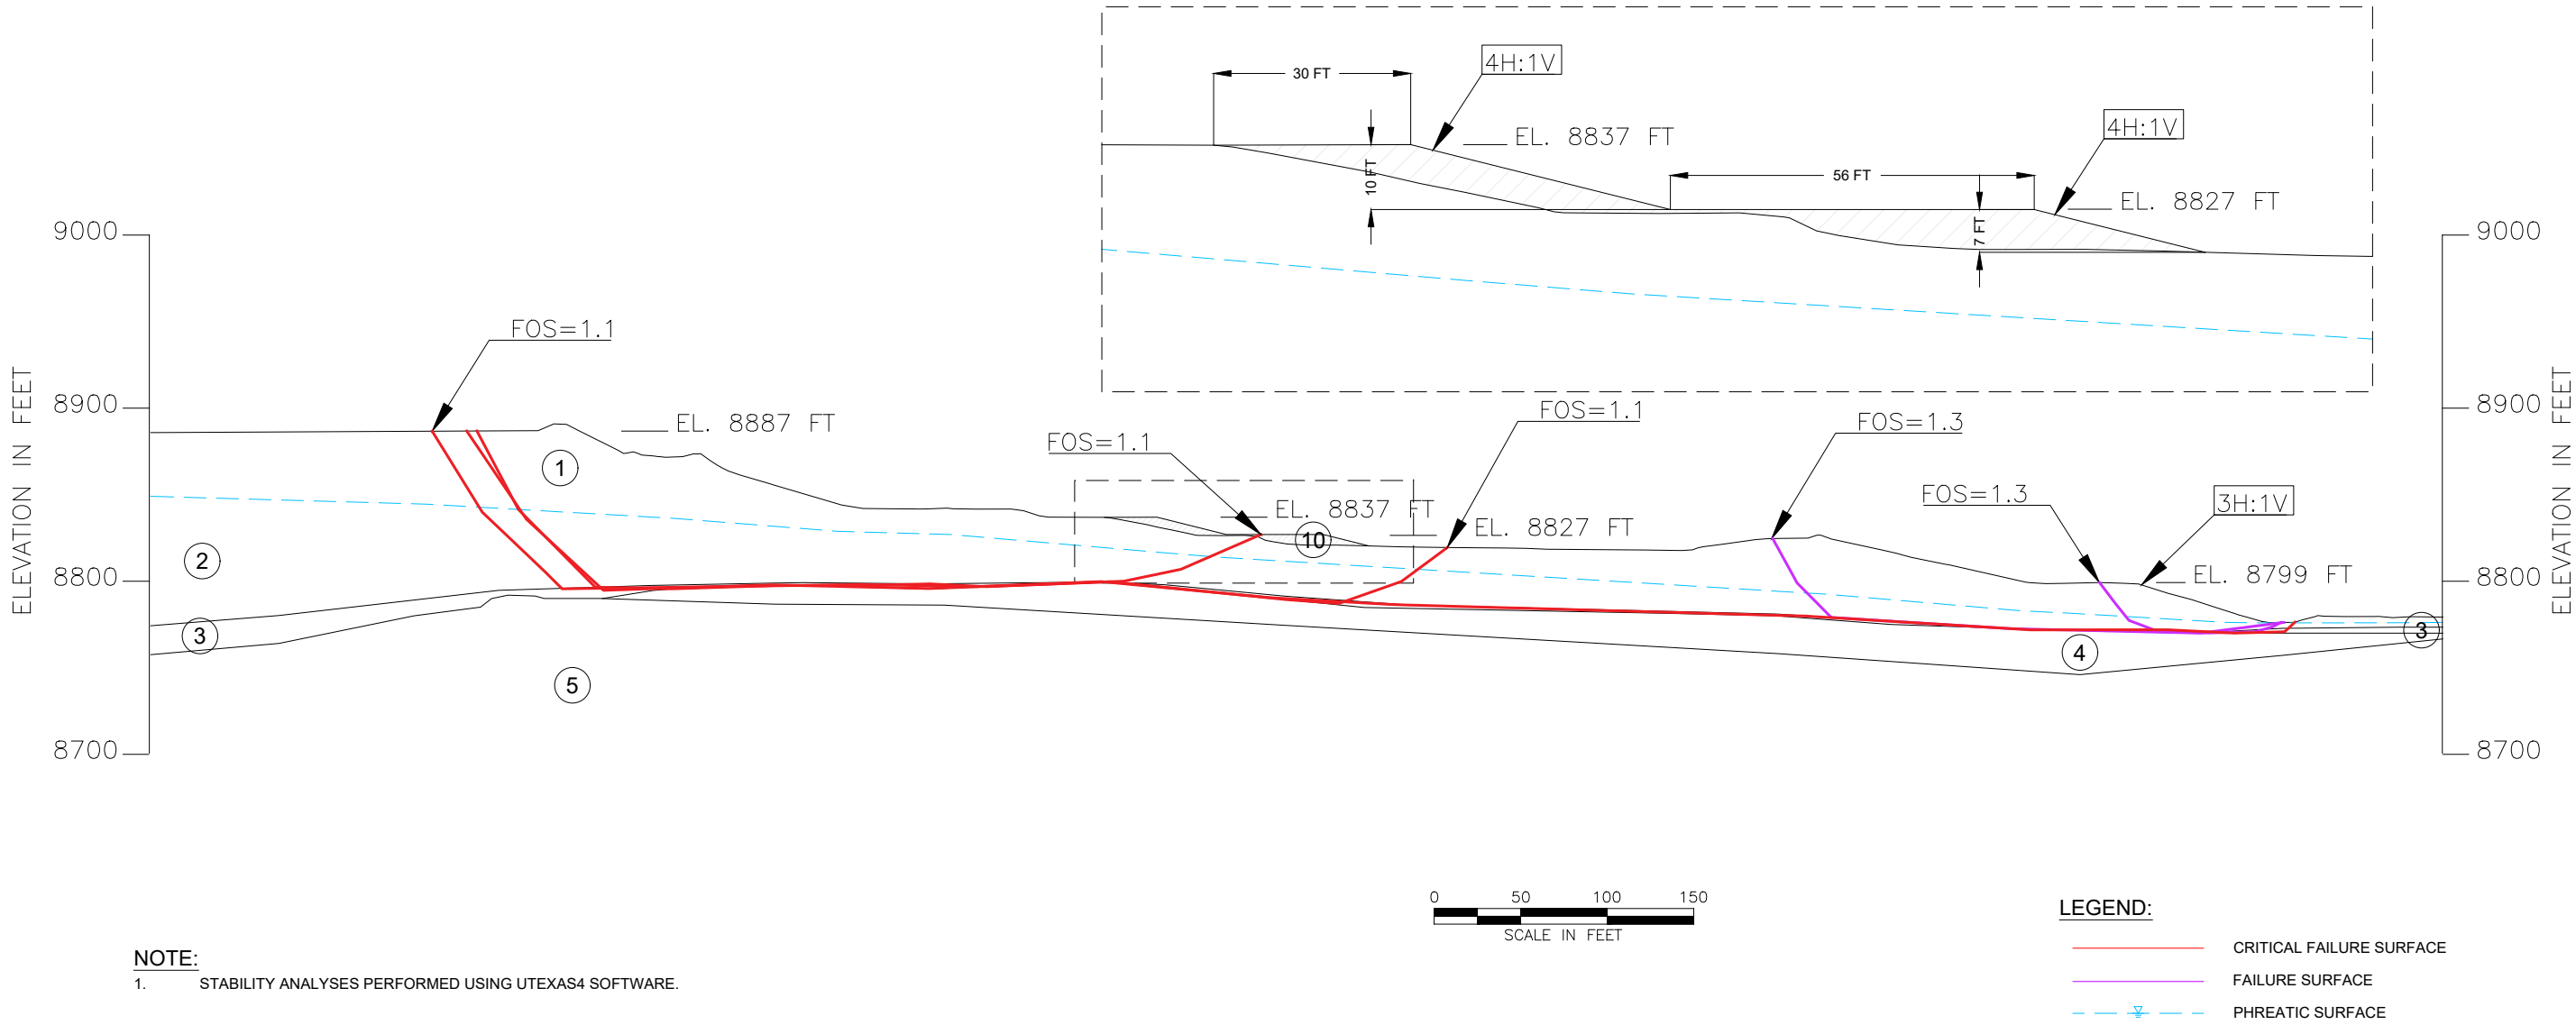 30 FT
4H:1V
EL. 8837 FT
10 FT
4H:1V
56 FT
EL. 8827 FT
7 FT
9000
9000
FOS=1.1
ELEVATION IN FEET
ELEVATION IN FEET
8900
8900
EL. 8887 FT
FOS=1.1
FOS=1.1
FOS=1.3
1
FOS=1.3
3H:1V
EL. 8837 FT
EL. 8827 FT
10
2
8800
8800
EL. 8799 FT
3
3
4
5
8700
8700
0 50 100 150
SCALE IN FEET
LEGEND:
CRITICAL FAILURE SURFACE
FAILURE SURFACE
PHREATIC SURFACE
NOTE:
1. STABILITY ANALYSES PERFORMED USING UTEXAS4 SOFTWARE.